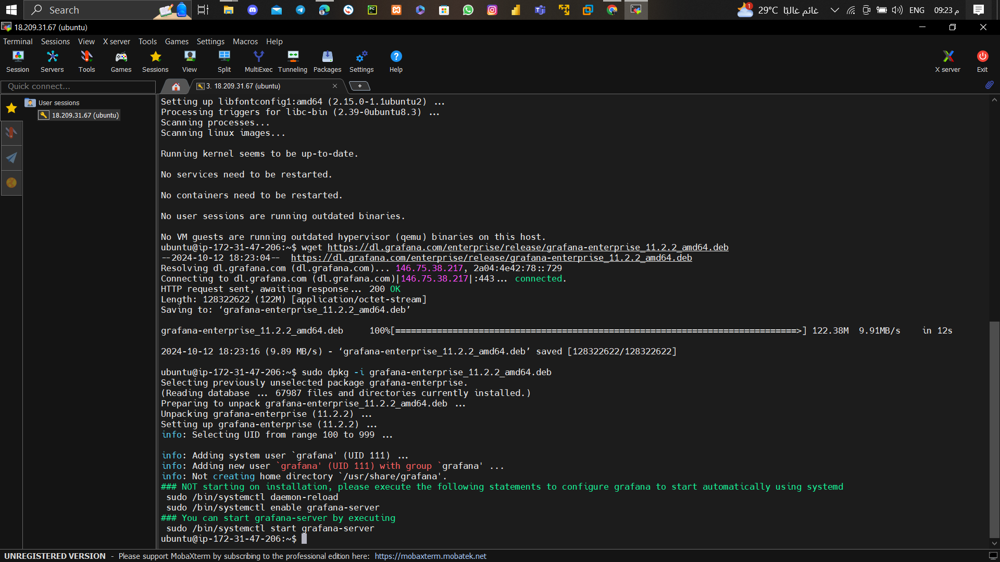 Search
1
29°C غائم غالبًا
ENG
09:23 م
18.209.31.67 (ubuntu)
Terminal Sessions View X server Tools Games Settings Macros Help
Session Servers Tools Games Sessions View Split MultiExec Tunneling Packages Settings Help X server Exit
Quick connect...
3. 18.209.31.67 (ubuntu)
User sessions
18.209.31.67 (ubuntu)
Setting up libfontconfig1:amd64 (2.15.0-1.1ubuntu2) ...
Processing triggers for libc-bin (2.39-0ubuntu8.3) ...
Scanning processes...
Scanning linux images...
Running kernel seems to be up-to-date.
No services need to be restarted.
No containers need to be restarted.
No user sessions are running outdated binaries.
No VM guests are running outdated hypervisor (qemu) binaries on this host.
ubuntu@ip-172-31-47-206:~$ wget https://dl.grafana.com/enterprise/release/grafana-enterprise_11.2.2_amd64.deb
--2024-10-12 18:23:04-- https://dl.grafana.com/enterprise/release/grafana-enterprise_11.2.2_amd64.deb
Resolving dl.grafana.com (dl.grafana.com)... 146.75.38.217, 2a04:4e42:78::729
Connecting to dl.grafana.com (dl.grafana.com)|146.75.38.217|:443... connected.
HTTP request sent, awaiting response... 200 OK
Length: 128322622 (122M) [application/octet-stream]
Saving to: ‘grafana-enterprise_11.2.2_amd64.deb’
grafana-enterprise_11.2.2_amd64.deb 100%[=============================================================================>] 122.38M 9.91MB/s in 12s
2024-10-12 18:23:16 (9.89 MB/s) - ‘grafana-enterprise_11.2.2_amd64.deb’ saved [128322622/128322622]
ubuntu@ip-172-31-47-206:~$ sudo dpkg -i grafana-enterprise_11.2.2_amd64.deb
Selecting previously unselected package grafana-enterprise.
(Reading database ... 67987 files and directories currently installed.)
Preparing to unpack grafana-enterprise_11.2.2_amd64.deb ...
Unpacking grafana-enterprise (11.2.2) ...
Setting up grafana-enterprise (11.2.2) ...
info: Selecting UID from range 100 to 999 ...
info: Adding system user `grafana' (UID 111) ...
info: Adding new user `grafana' (UID 111) with group `grafana' ...
info: Not creating home directory `/usr/share/grafana'.
### NOT starting on installation, please execute the following statements to configure grafana to start automatically using systemd
sudo /bin/systemctl daemon-reload
sudo /bin/systemctl enable grafana-server
### You can start grafana-server by executing
sudo /bin/systemctl start grafana-server
ubuntu@ip-172-31-47-206:~$
UNREGISTERED VERSION - Please support MobaXterm by subscribing to the professional edition here: https://mobaxterm.mobatek.net